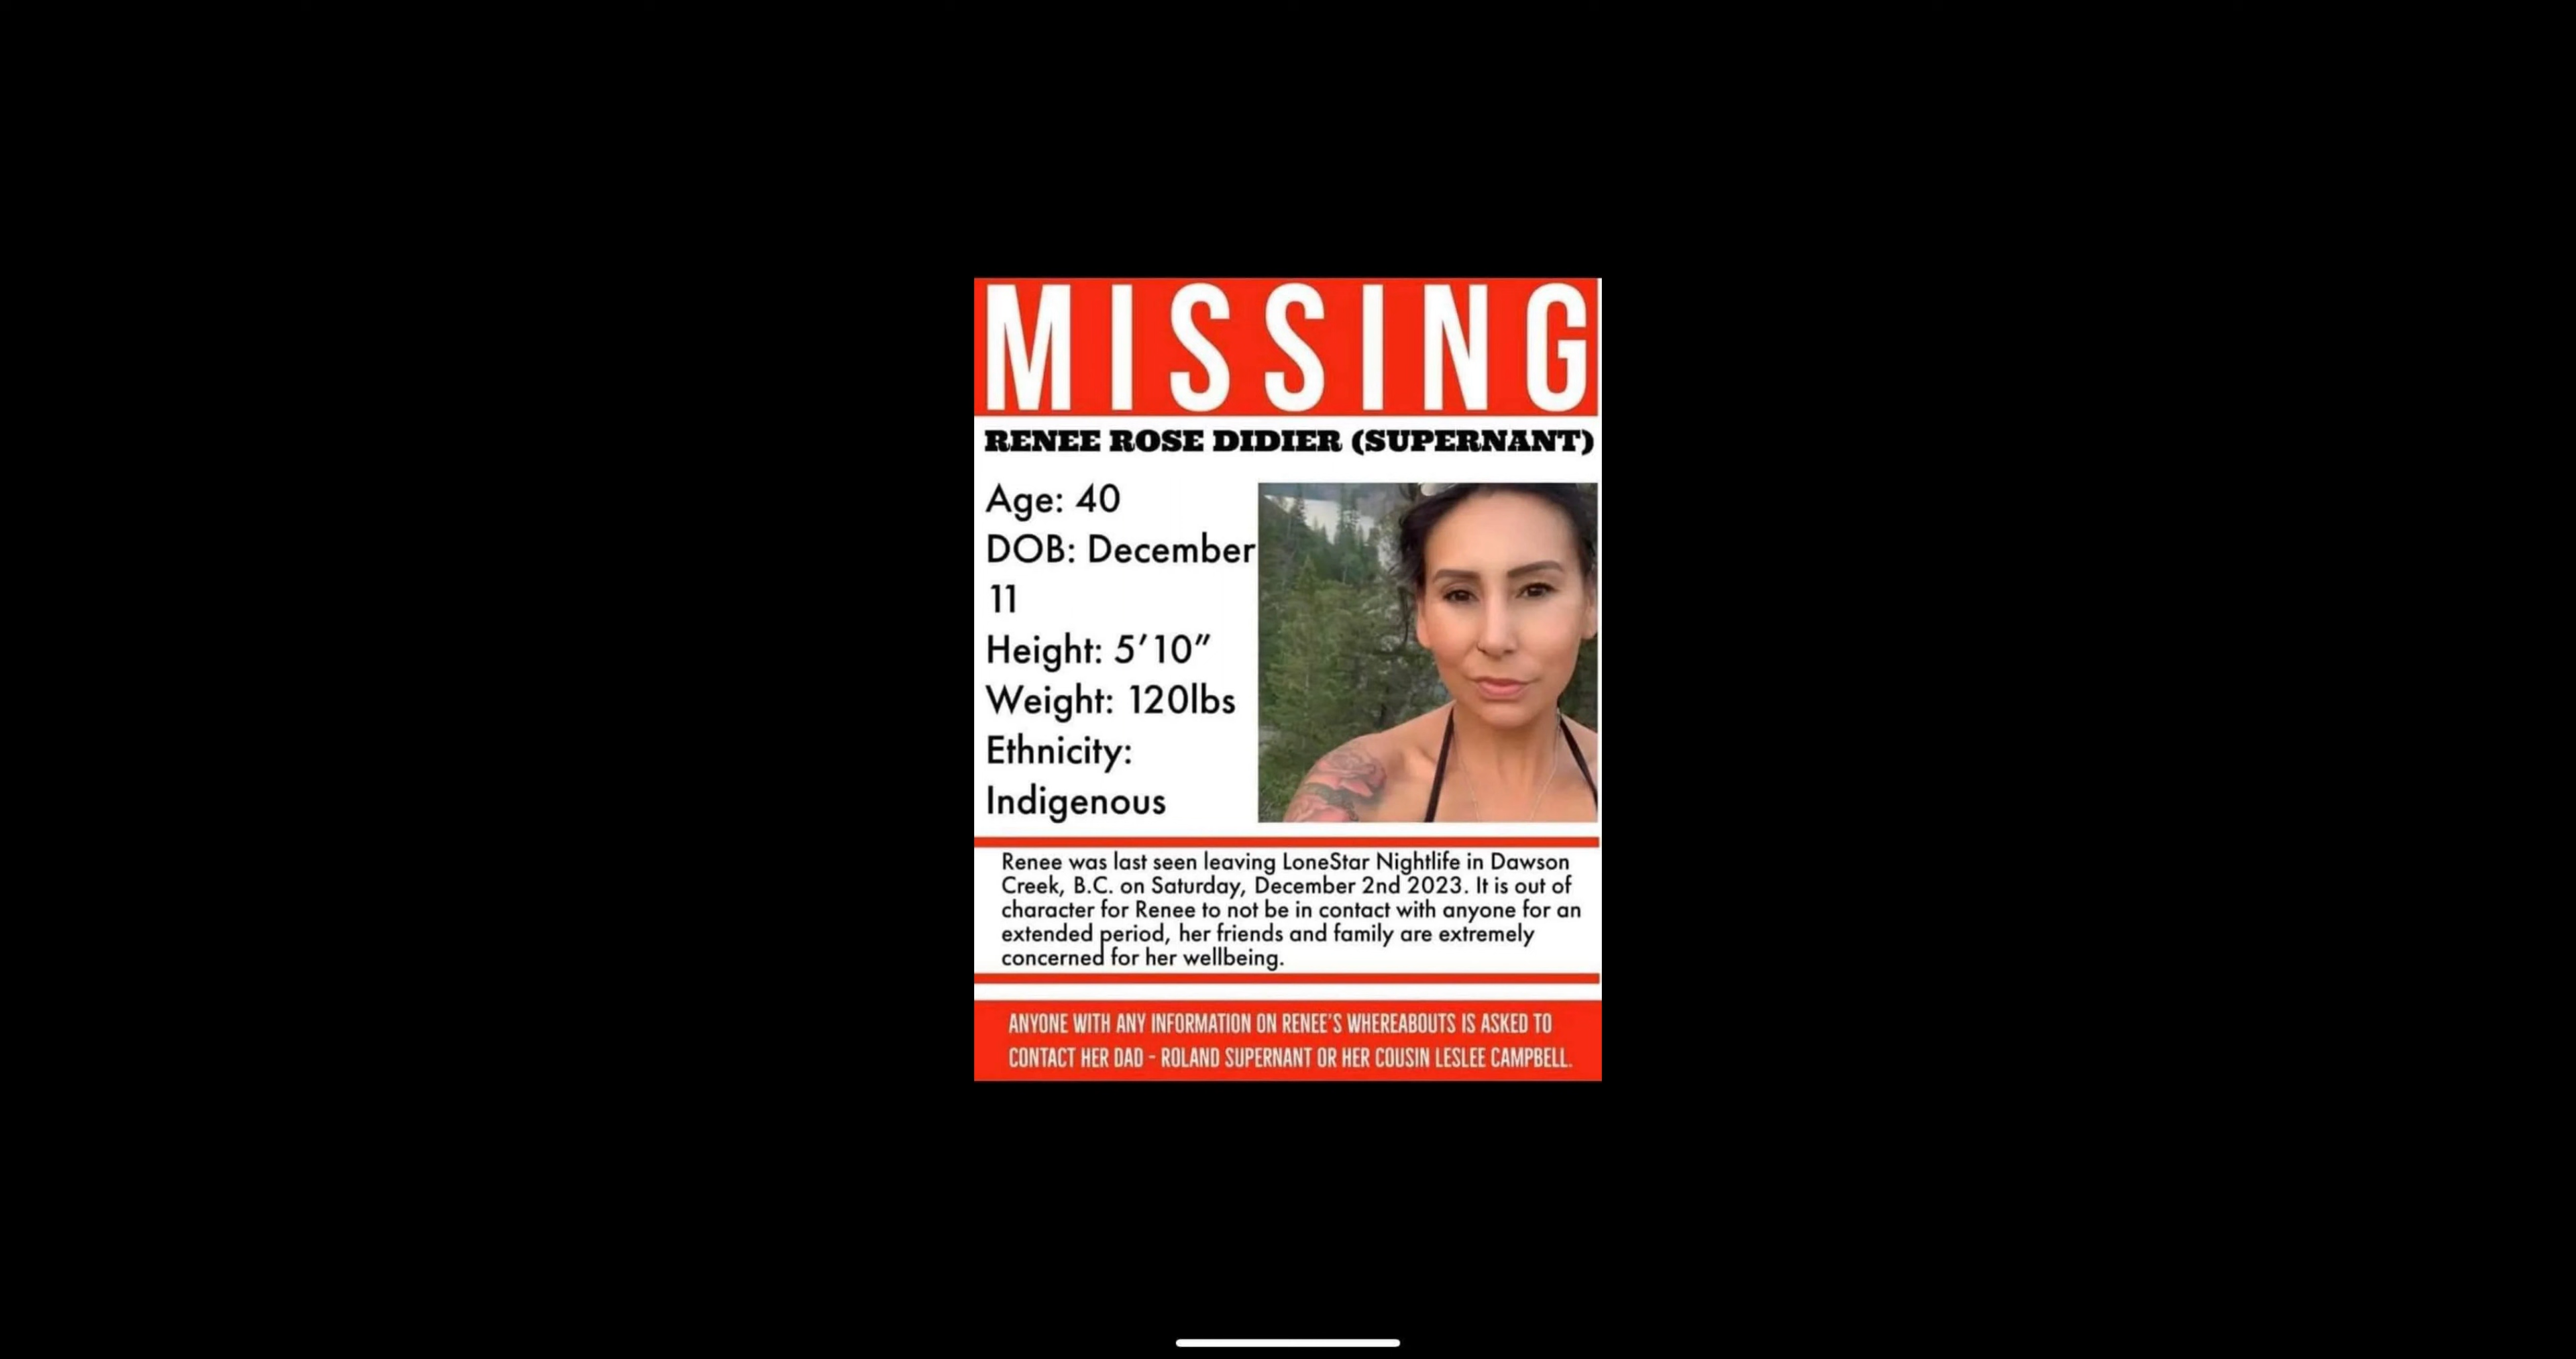 MISSING
RENEE ROSE DIDIER (SUPERNANT)
Age: 40
DOB: December
11
Height: 5′10″
Weight: 120lbs
Ethnicity:
Indigenous
Renee was last seen leaving LoneStar Nightlife in Dawson
Creek, B.C. on Saturday, December 2nd 2023. It is out of
character for Renee to not be in contact with anyone for an
extended period, her friends and family are extremely
concerned for her wellbeing.
ANYONE WITH ANY INFORMATION ON RENEE'S WHEREABOUTS IS ASKED TO
CONTACT HER DAD - ROLAND SUPERNANT OR HER COUSIN LESLEE CAMPBELL.